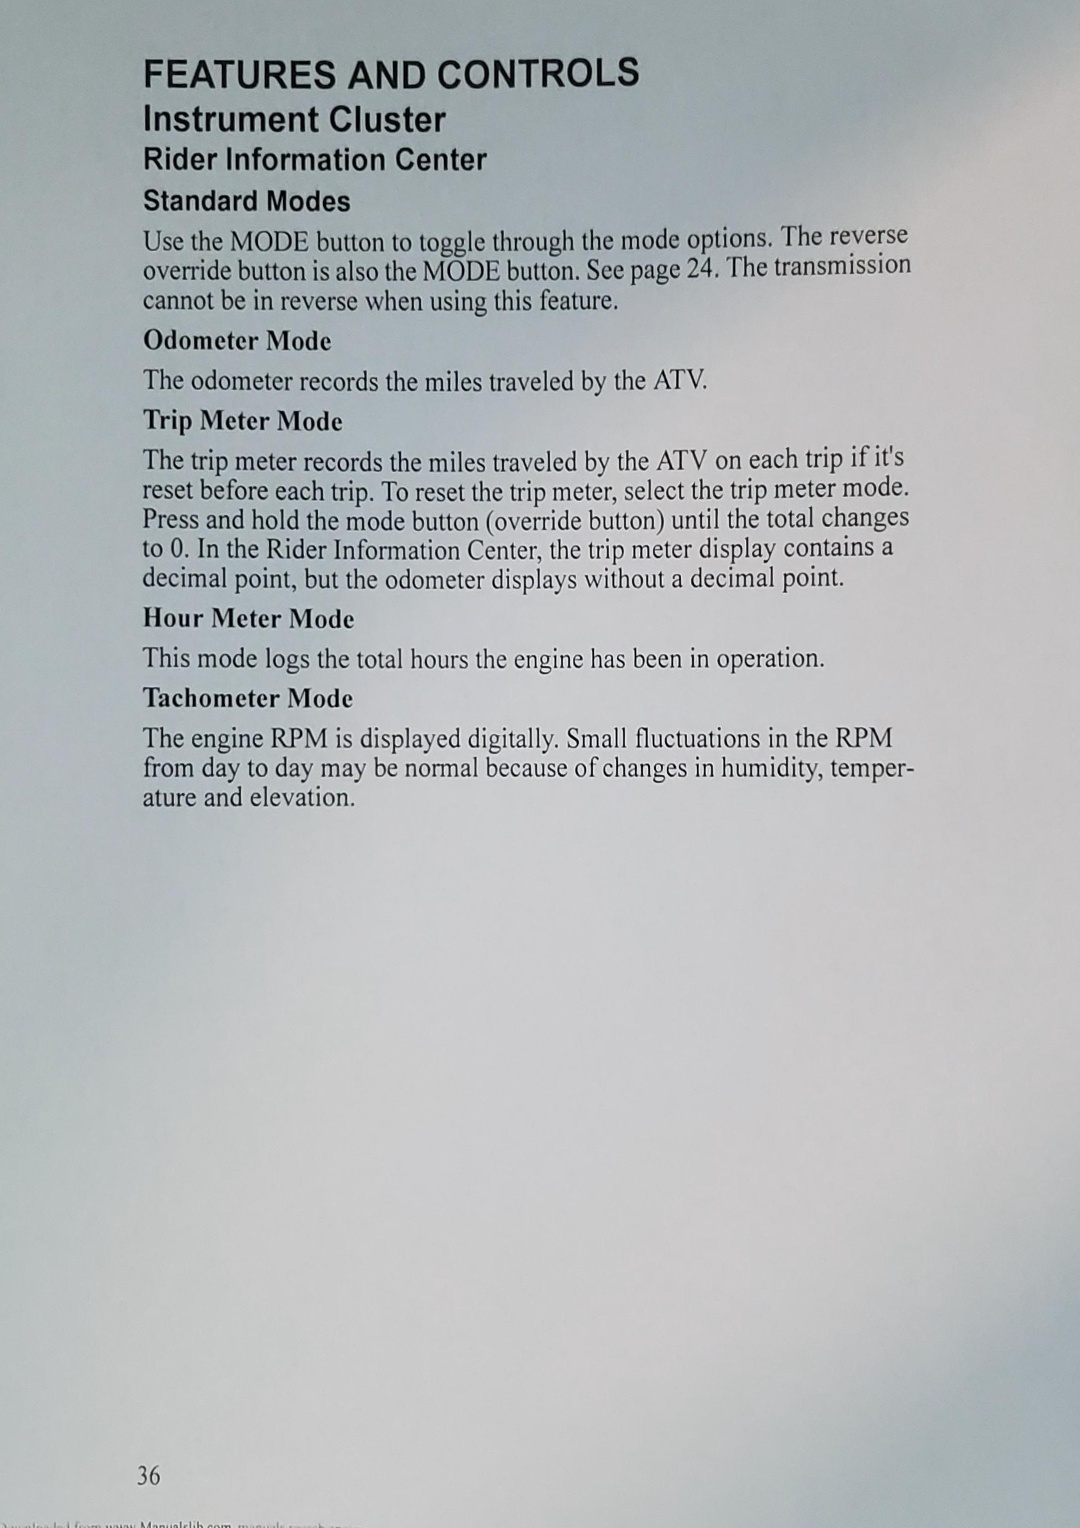 FEATURES AND CONTROLS
Instrument Cluster
Rider Information Center
Standard Modes
Use the MODE button to toggle through the mode options. The reverse
override button is also the MODE button. See page 24. The transmission
cannot be in reverse when using this feature.
Odometer Mode
The odometer records the miles traveled by the ATV.
Trip Meter Mode
The trip meter records the miles traveled by the ATV on each trip if it's
reset before each trip. To reset the trip meter, select the trip meter mode.
Press and hold the mode button (override button) until the total changes
to 0. In the Rider Information Center, the trip meter display contains a
decimal point, but the odometer displays without a decimal point.
Hour Meter Mode
This mode logs the total hours the engine has been in operation.
Tachometer Mode
The engine RPM is displayed digitally. Small fluctuations in the RPM
from day to day may be normal because of changes in humidity, temper-
ature and elevation.
36
from www.Manualslib.com manuals search